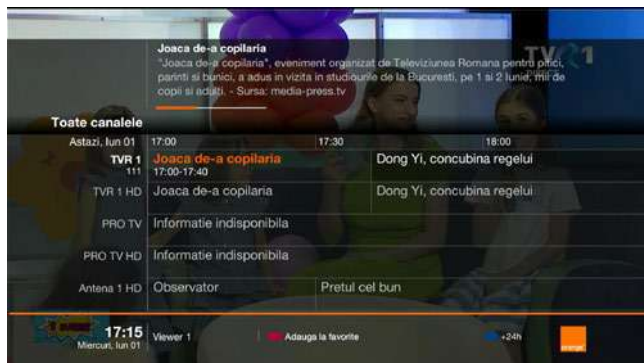 Joaca de-a copilaria
"Joaca de-a copilaria", eveniment organizat de Televiziunea Romana pentru pitici,
parinti si bunici, a adus in vizita in studiourile de la Bucuresti, pe 1 si 2 Iunie, mii de
copii si adulti. - Sursa: media-press.tv
TVR1
Toate canalele
Astazi, Iun 01 17:00 17:30 18:00
TVR 1 Joaca de-a copilaria Dong Yi, concubina regelui
111 17:00-17:40
TVR 1 HD Joaca de-a copilaria Dong Yi, concubina regelui
PRO TV Informatie indisponibila
PRO TV HD Informatie indisponibila
Antena 1 HD Observator Pretul cel bun
17:15 Viewer 1 Adauga la favorite +24h
Miercuri, Iun 01
orange